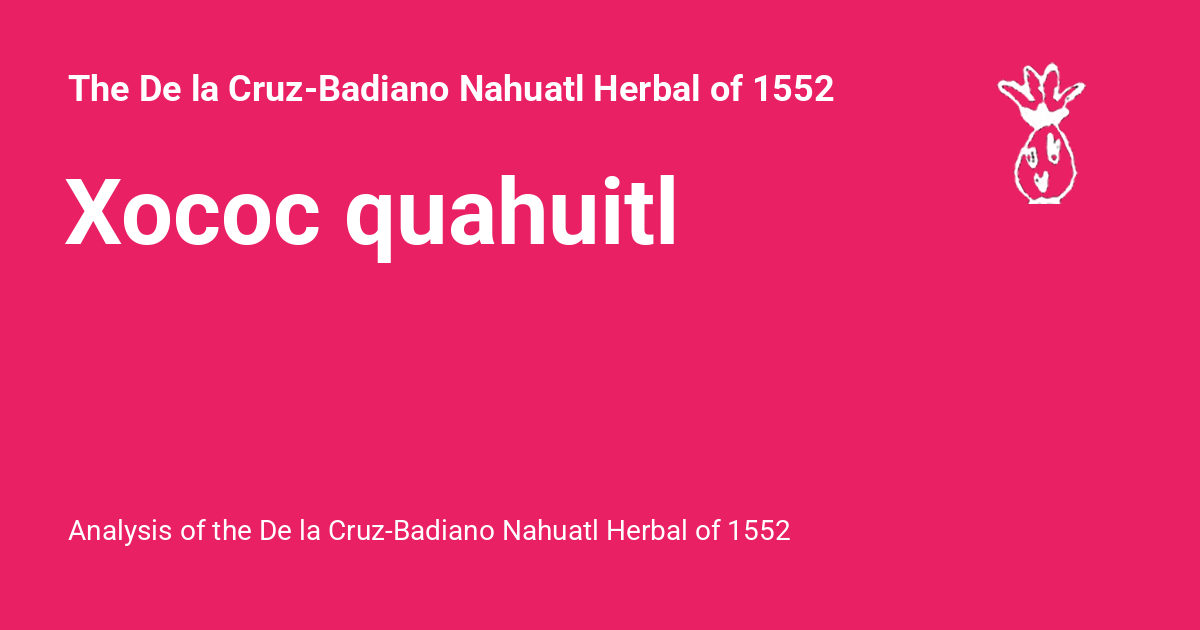 The De la Cruz-Badiano Nahuatl Herbal of 1552
Xococ quahuitl
Analysis of the De la Cruz-Badiano Nahuatl Herbal of 1552